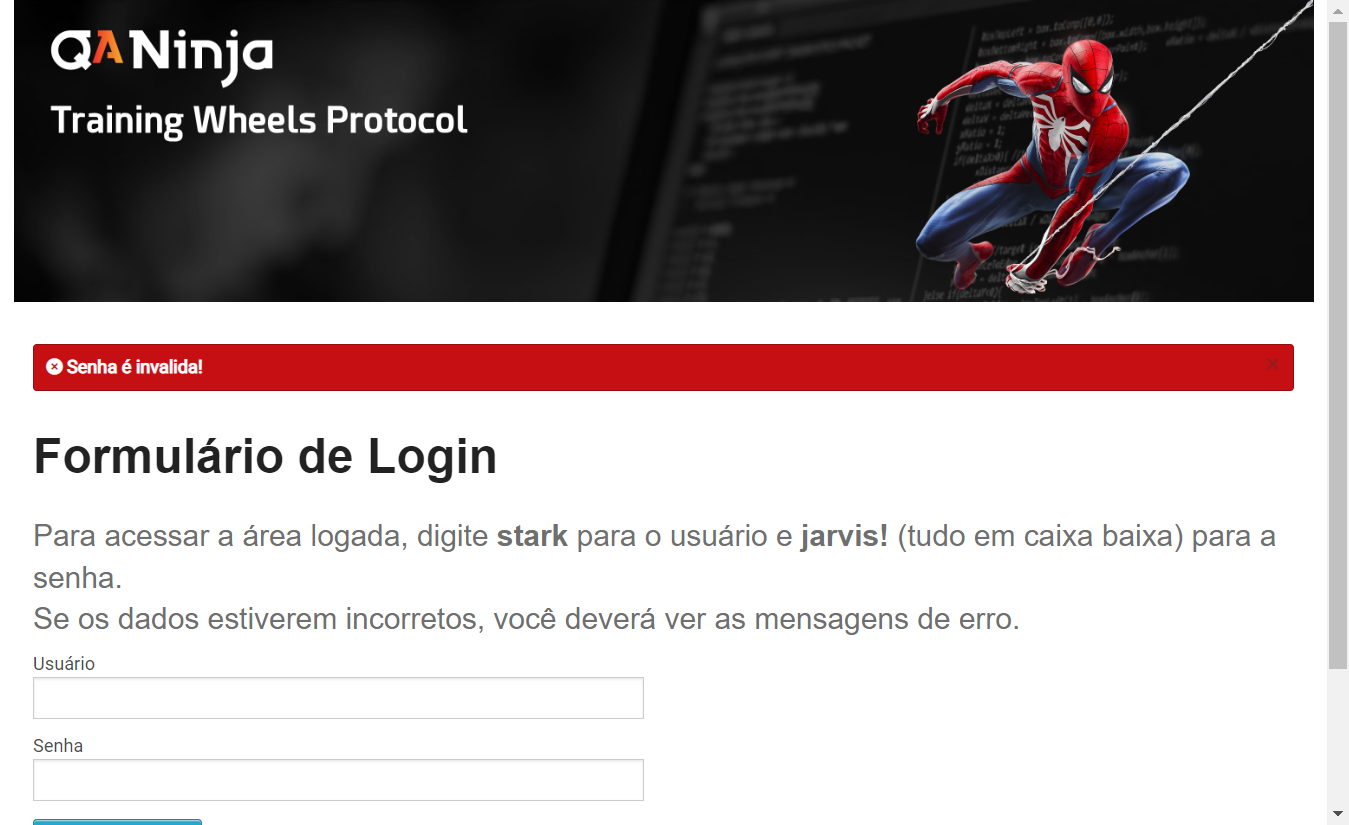 QANinja
Training Wheels Protocol
Senha é invalida!
×
Formulário de Login
Para acessar a área logada, digite stark para o usuário e jarvis! (tudo em caixa baixa) para a
senha.
Se os dados estiverem incorretos, você deverá ver as mensagens de erro.
Usuário
Senha